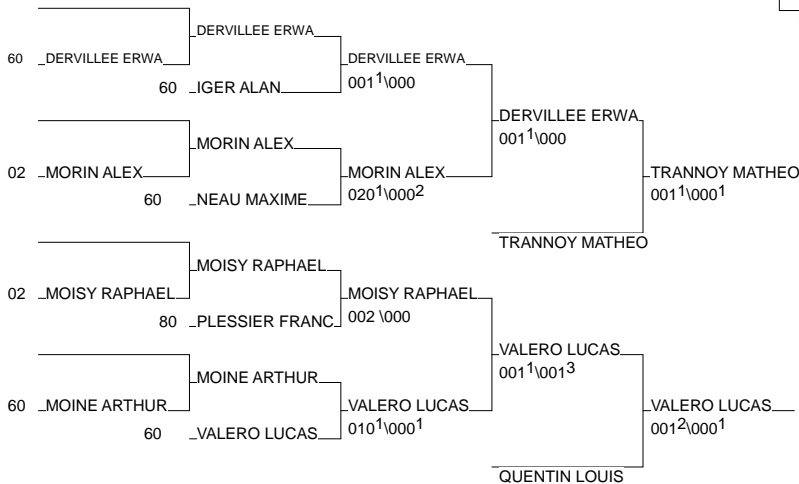 DERVILLEE ERWA
60 DERVILLEE ERWA
DERVILLEE ERWA
001¹\000
60 IGER ALAN
DERVILLEE ERWA
001¹\000
MORIN ALEX
02 MORIN ALEX
MORIN ALEX
020¹\000²
60 NEAU MAXIME
TRANNOY MATHEO
001¹\000¹
TRANNOY MATHEO
MOISY RAPHAEL
02 MOISY RAPHAEL
MOISY RAPHAEL
002 \000
80 PLESSIER FRANC
VALERO LUCAS
001¹\001³
MOINE ARTHUR
60 MOINE ARTHUR
VALERO LUCAS
010¹\000¹
60 VALERO LUCAS
VALERO LUCAS
001²\000¹
QUENTIN LOUIS